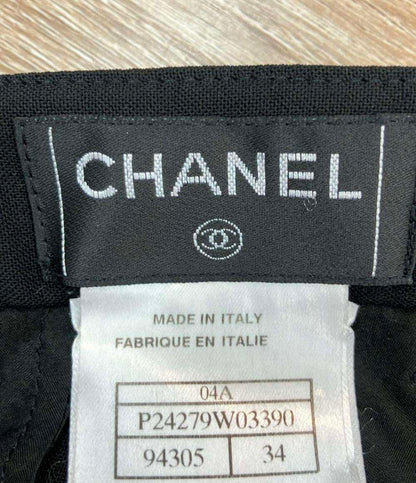 CHANEL
MADE IN ITALY
FABRIQUE EN ITALIE
04A
P24279W03390
94305 34